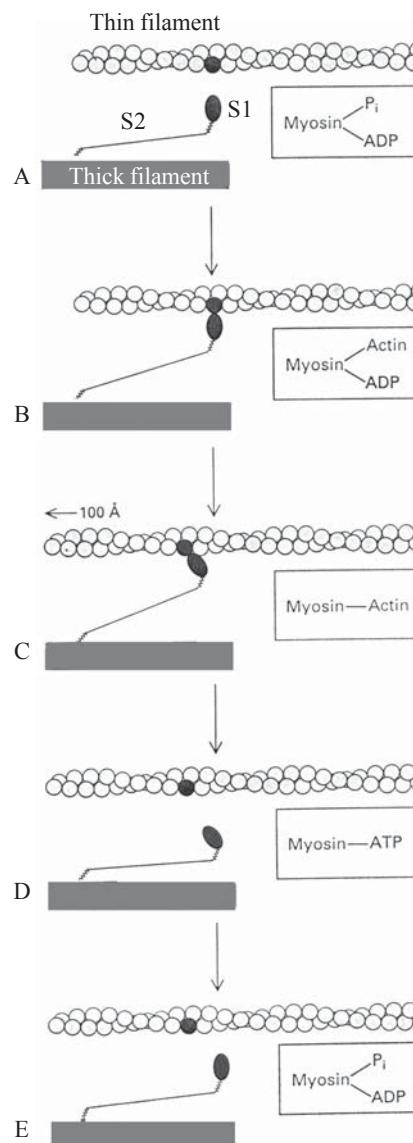 Thin filament
S2
S1
Myosin
Pi
ADP
A
Thick filament
B
Myosin
Actin
ADP
← 100 Å
C
Myosin—Actin
D
Myosin—ATP
E
Myosin
Pi
ADP